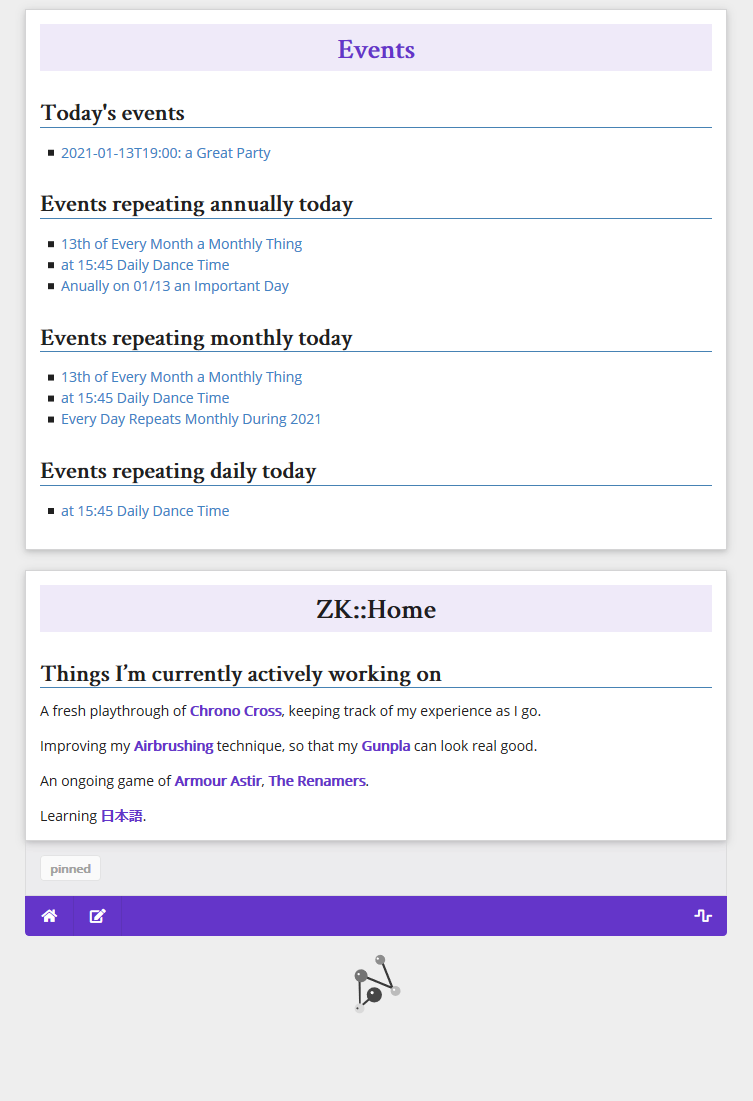 Events
Today's events
2021-01-13T19:00: a Great Party
Events repeating annually today
13th of Every Month a Monthly Thing
at 15:45 Daily Dance Time
Anually on 01/13 an Important Day
Events repeating monthly today
13th of Every Month a Monthly Thing
at 15:45 Daily Dance Time
Every Day Repeats Monthly During 2021
Events repeating daily today
at 15:45 Daily Dance Time
ZK::Home
Things I’m currently actively working on
A fresh playthrough of Chrono Cross, keeping track of my experience as I go.
Improving my Airbrushing technique, so that my Gunpla can look real good.
An ongoing game of Armour Astir, The Renamers.
Learning 日本語.
pinned